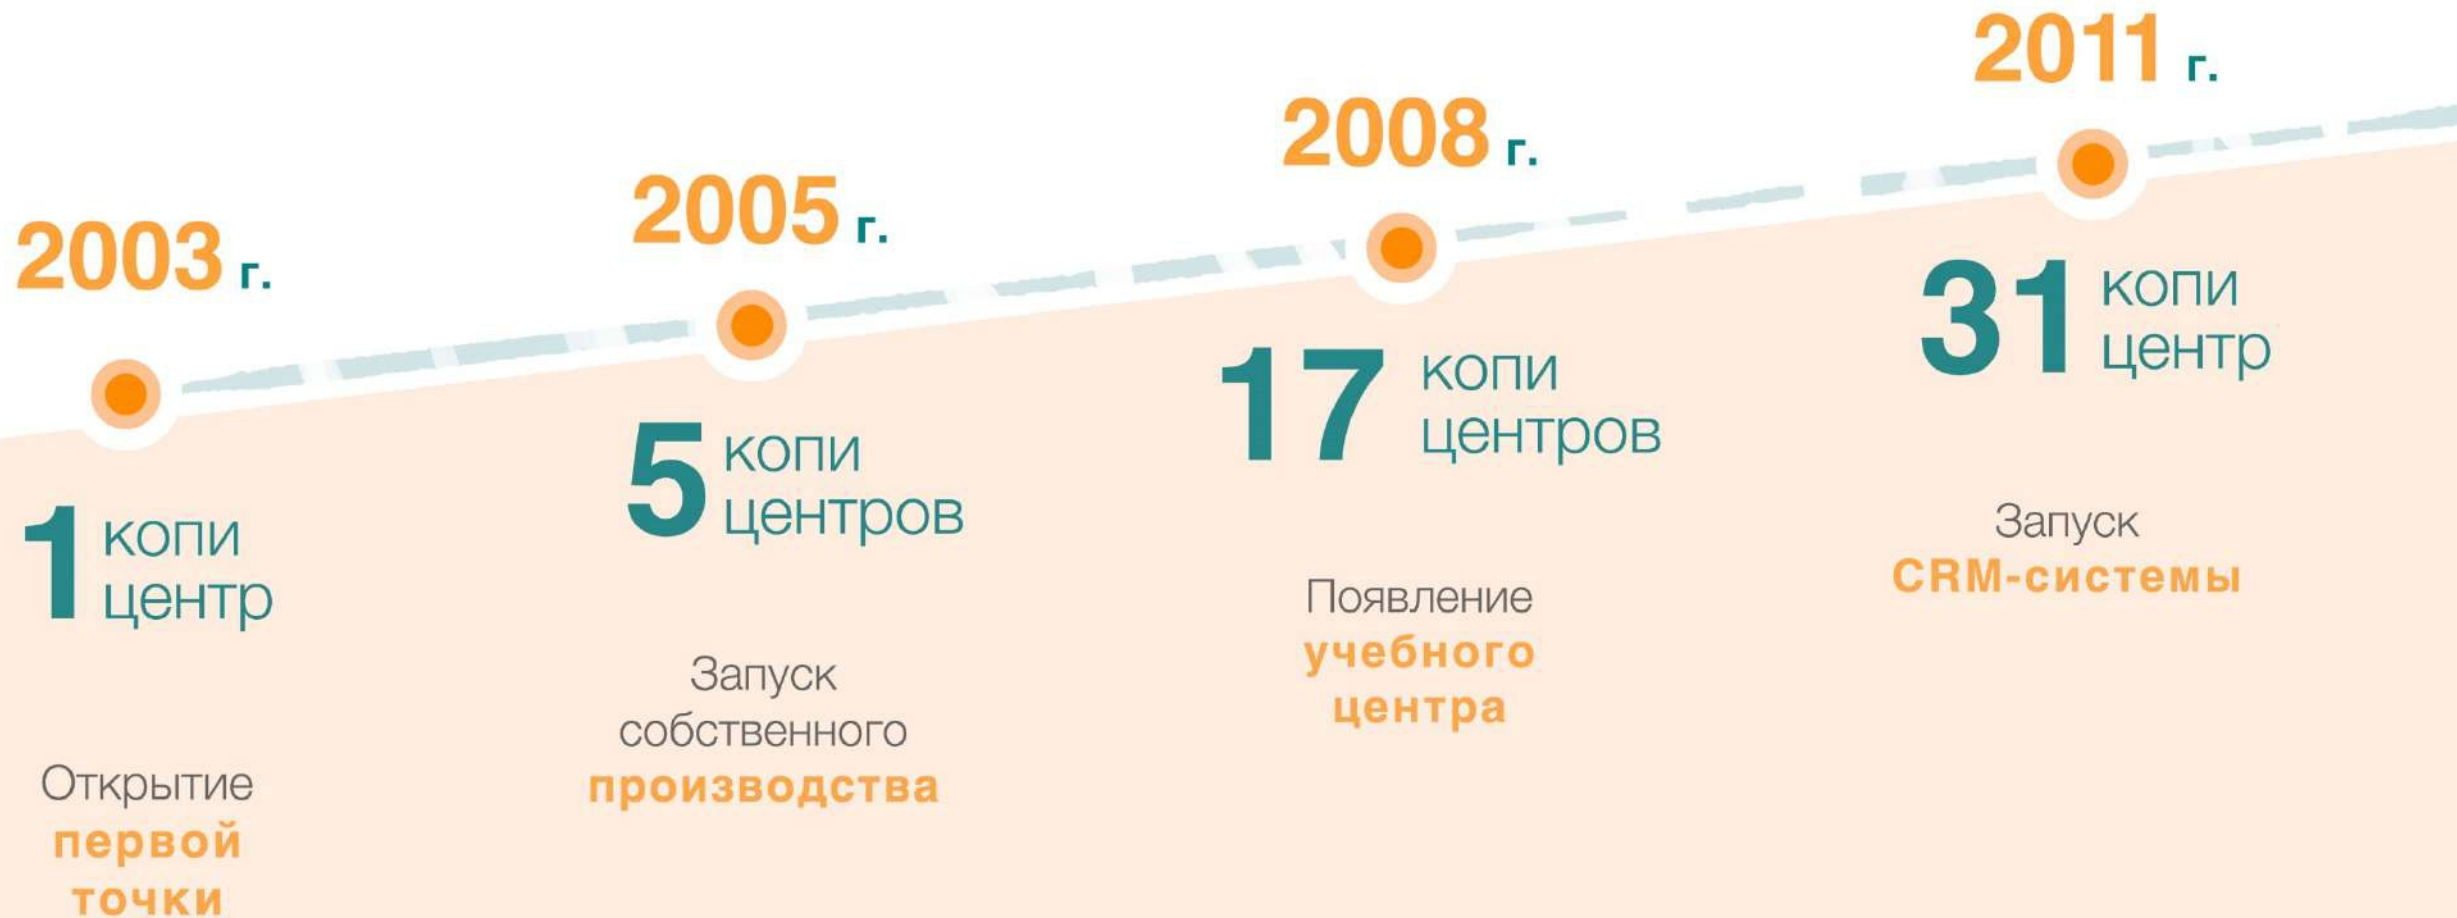 2003 г.
1 копи
центр
Открытие
первой
точки
2005 г.
5 копи
центров
Запуск
собственного
производства
2008 г.
17 копи
центров
Появление
учебного
центра
2011 г.
31 копи
центр
Запуск
CRM-системы